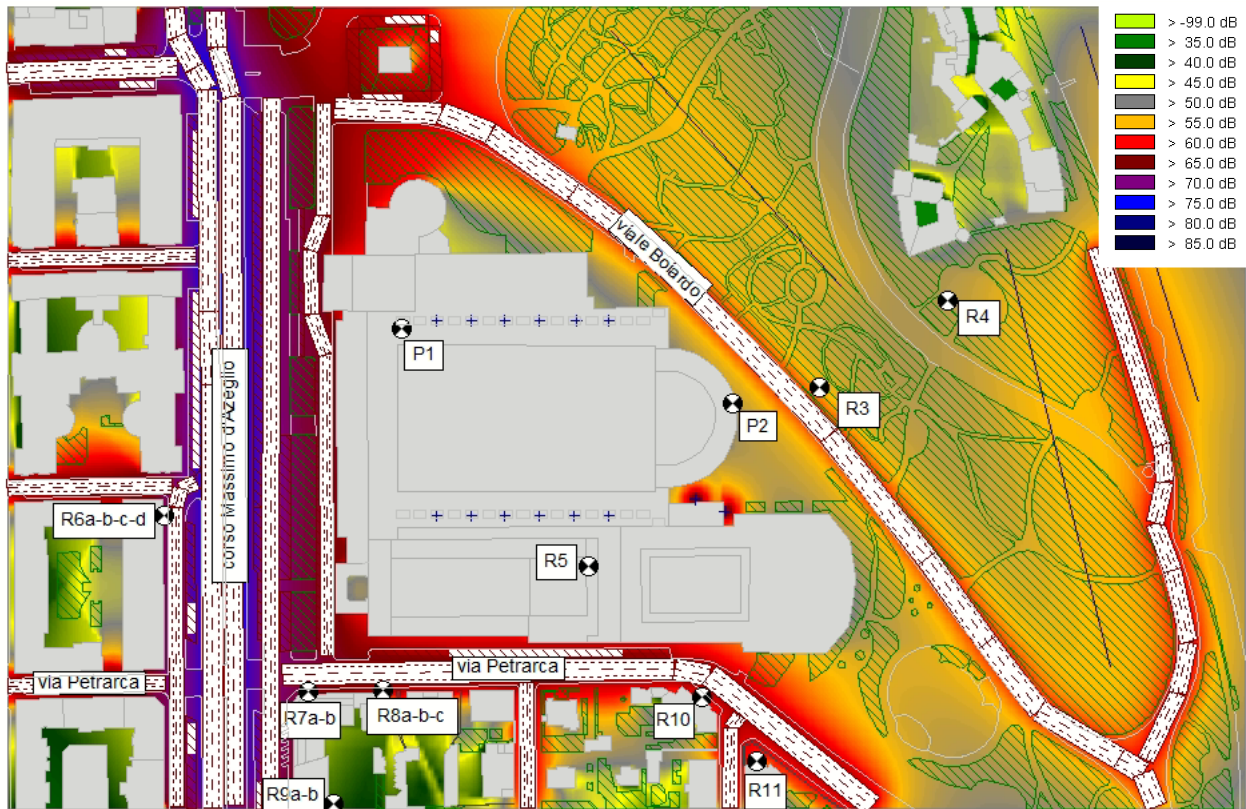 > -99.0 dB
> 35.0 dB
> 40.0 dB
> 45.0 dB
> 50.0 dB
> 55.0 dB
> 60.0 dB
> 65.0 dB
> 70.0 dB
> 75.0 dB
> 80.0 dB
> 85.0 dB
viale Boiardo
R4
P1
R3
P2
corso Massimo d'Azeglio
R6a-b-c-d
R5
via Petrarca
via Petrarca
R7a-b
R8a-b-c
R10
R11
R9a-b